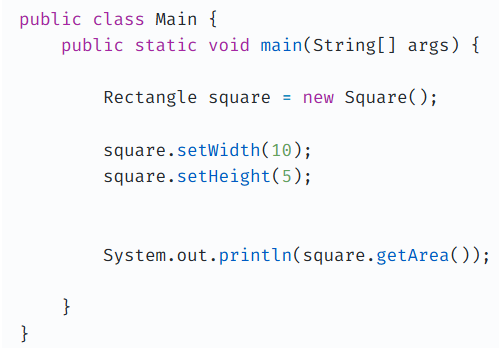 public class Main {
    public static void main(String[] args) {
        Rectangle square = new Square();
        square.setWidth(10);
        square.setHeight(5);
        System.out.println(square.getArea());
    }
}